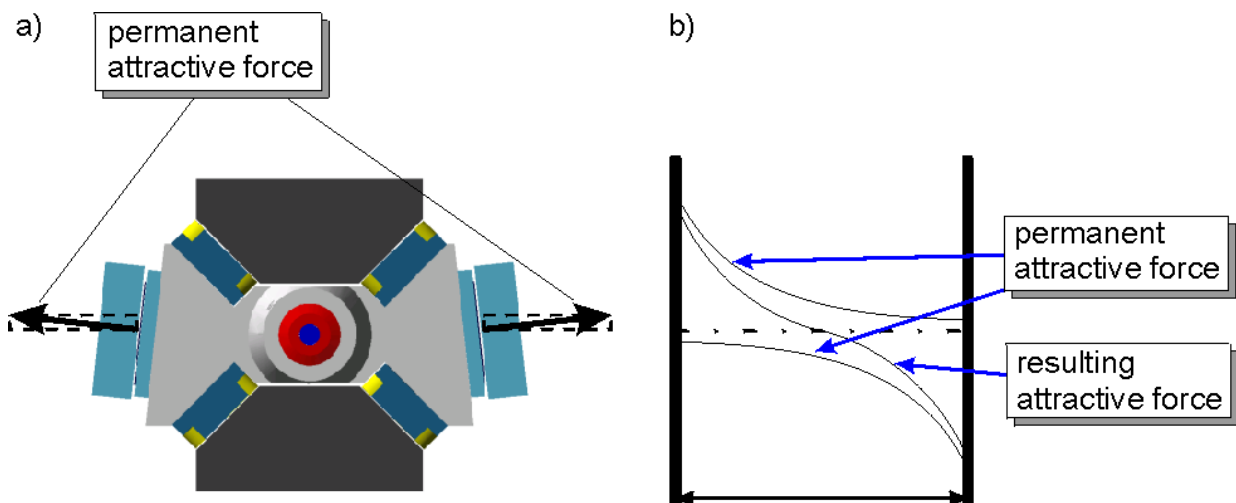 a)
permanent
attractive force
b)
permanent
attractive force
resulting
attractive force